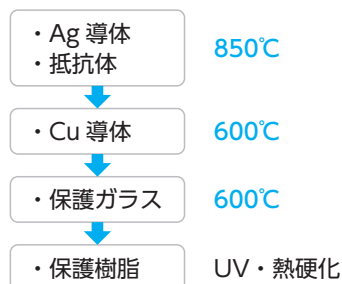 ・Ag 導体
・抵抗体
850℃
・Cu 導体
600℃
・保護ガラス
600℃
・保護樹脂
UV・熱硬化